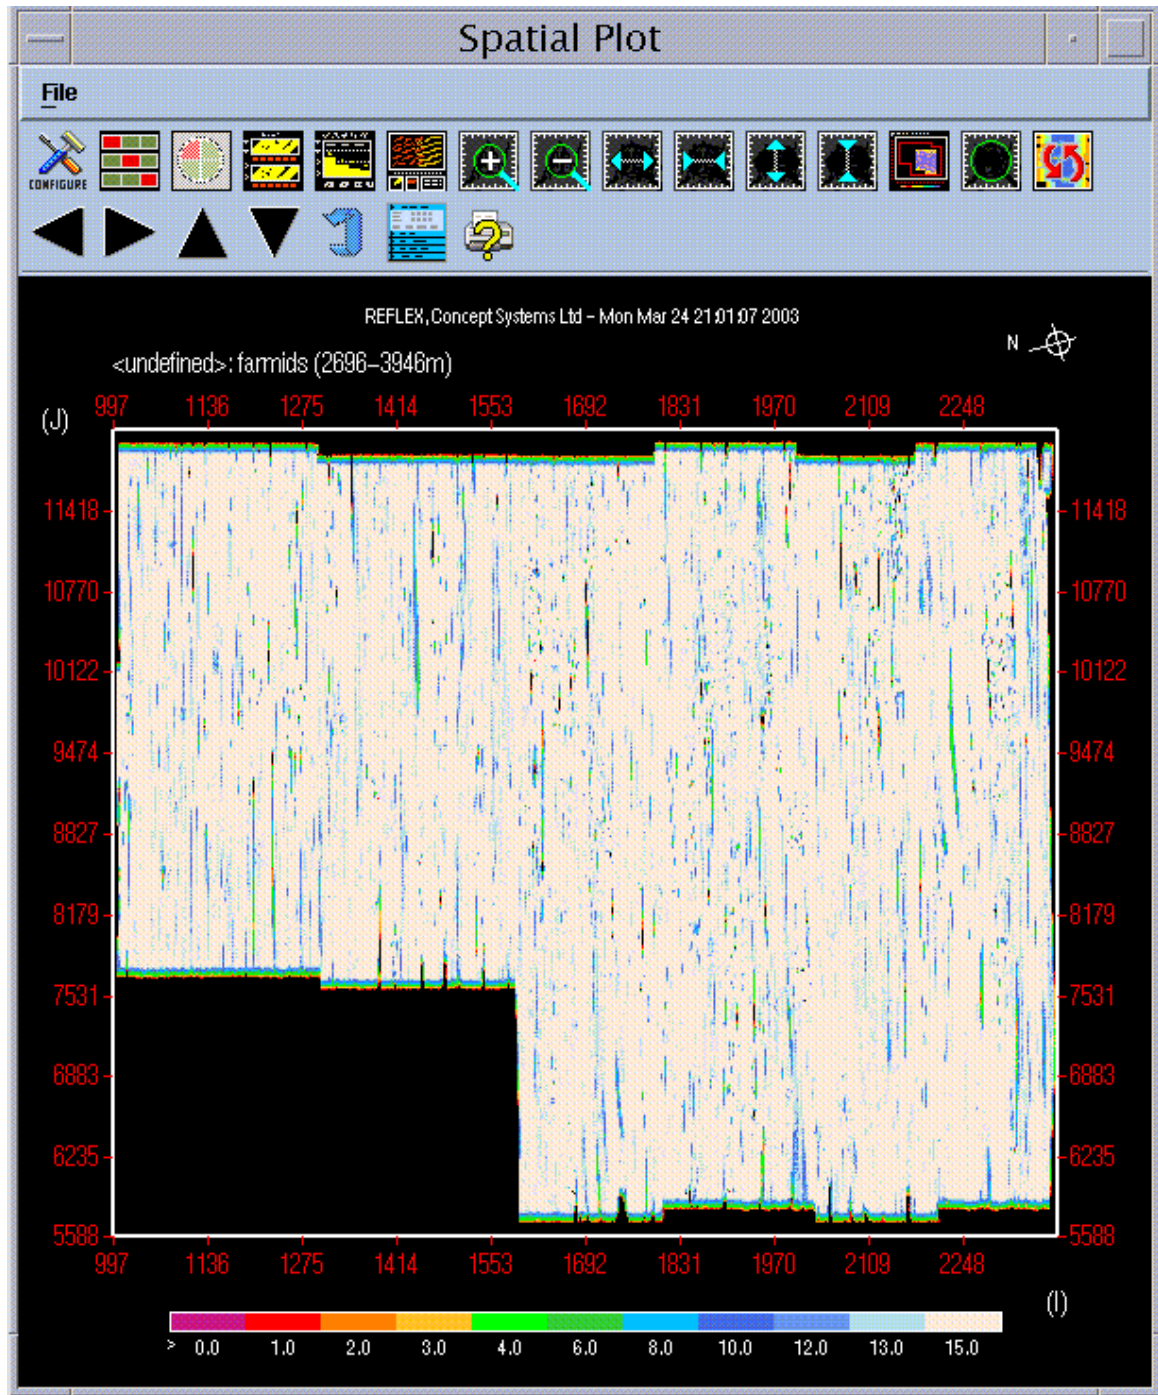 Spatial Plot
File
CONFIGURE
REFLEX, Concept Systems Ltd – Mon Mar 24 21:01:07 2003
N
<undefined>: farmids (2696–3946m)
(J)
997 1136 1275 1414 1553 1692 1831 1970 2109 2248
11418 11418
10770 10770
10122 10122
9474 9474
8827 8827
8179 8179
7531 7531
6883 6883
6235 6235
5588 5588
997 1136 1275 1414 1553 1692 1831 1970 2109 2248
(I)
> 0.0 1.0 2.0 3.0 4.0 6.0 8.0 10.0 12.0 13.0 15.0